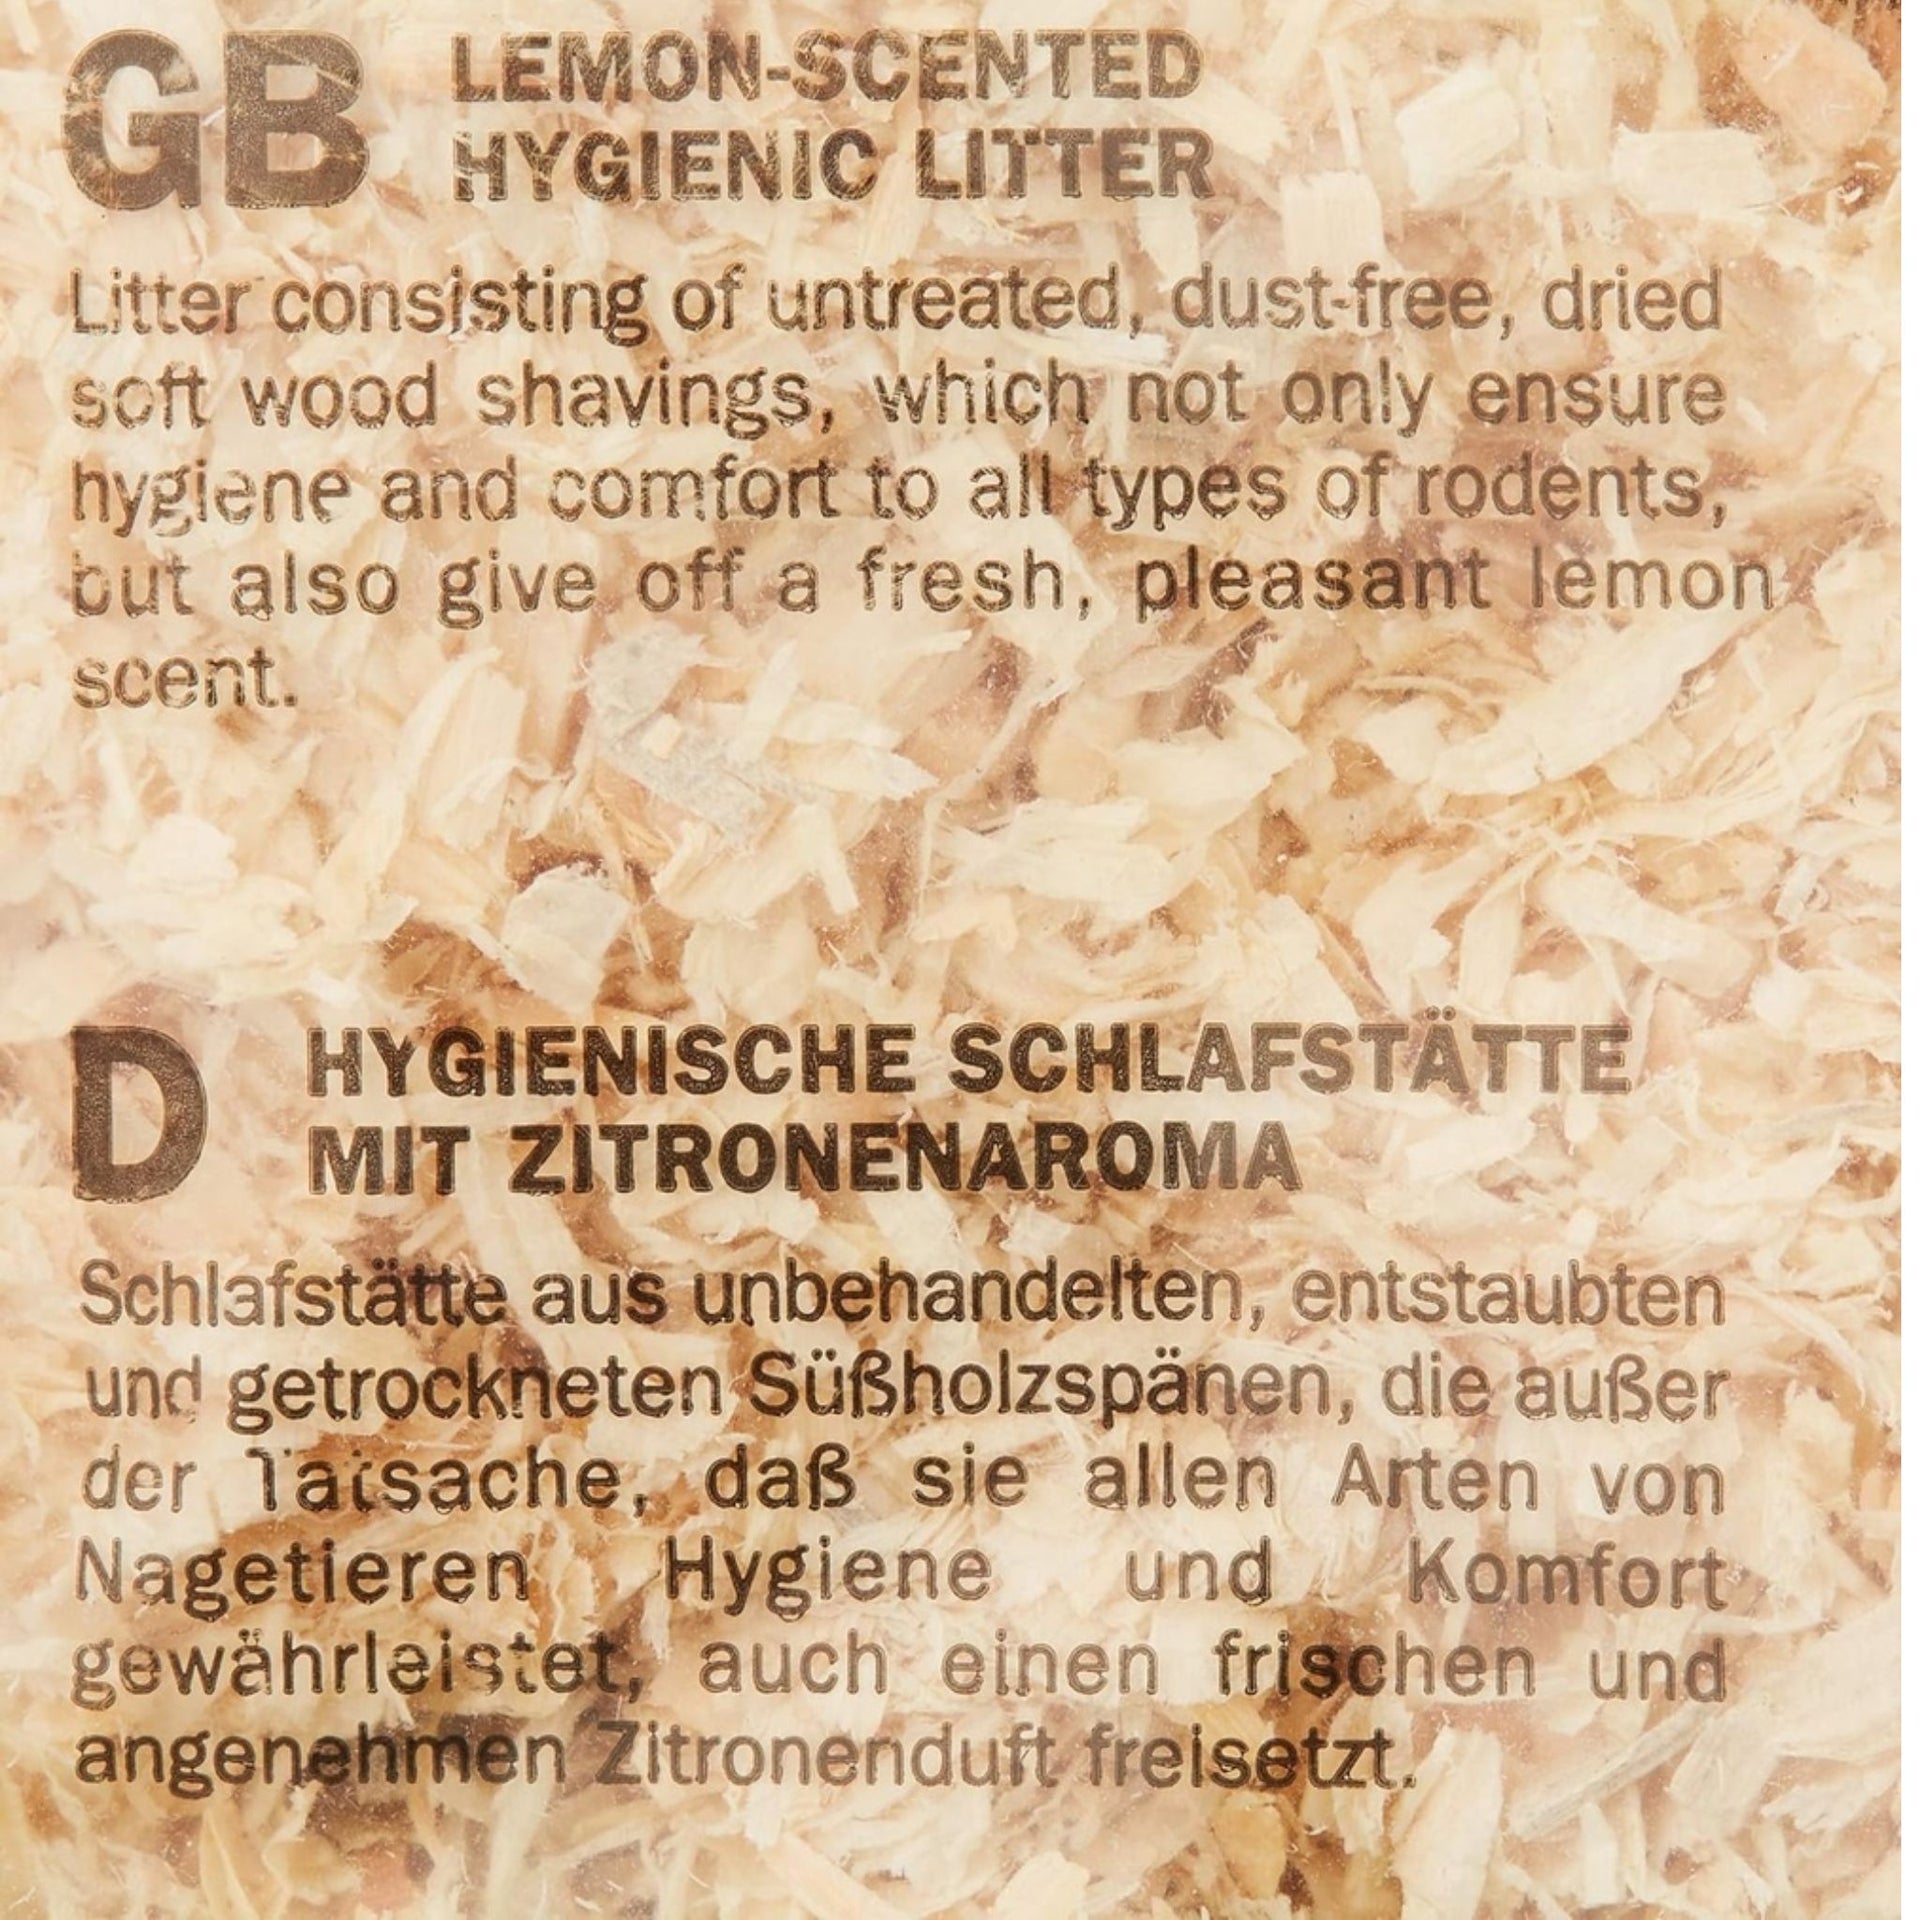 GB LEMON-SCENTED
HYGIENIC LITTER
Litter consisting of untreated, dust-free, dried
soft wood shavings, which not only ensure
hygiene and comfort to all types of rodents,
but also give off a fresh, pleasant lemon
scent.
D HYGIENISCHE SCHLAFSTÄTTE
MIT ZITRONENAROMA
Schlafstätte aus unbehandelten, entstaubten
und getrockneten Süßholzspänen, die außer
der Tatsache, daß sie allen Arten von
Nagetieren Hygiene und Komfort
gewährleistet, auch einen frischen und
angenehmen Zitronenduft freisetzt.